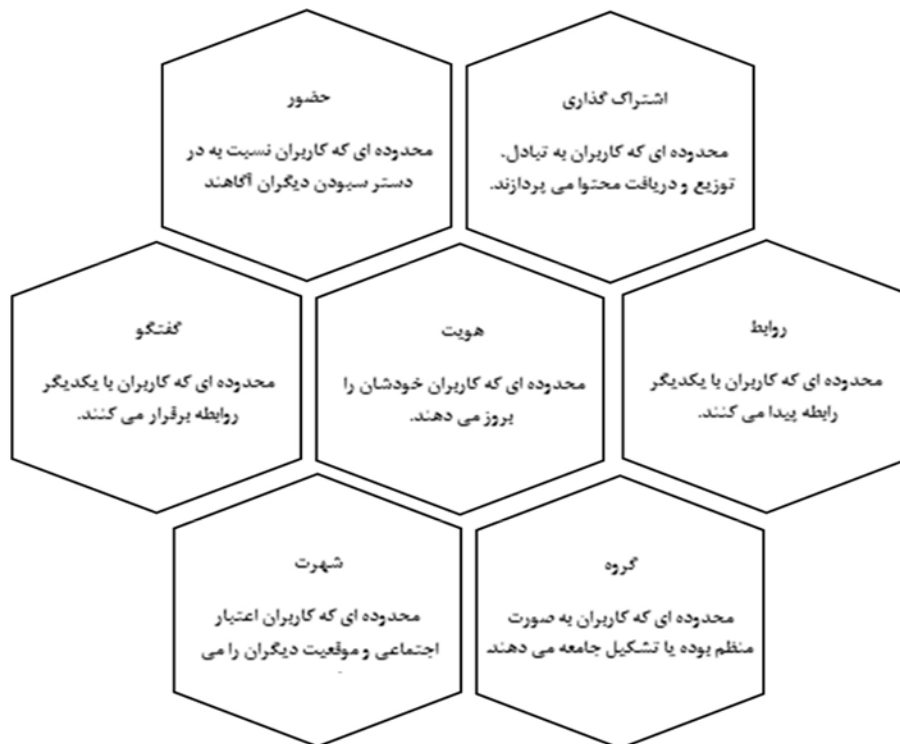 اشتراک گذاری
محدوده ای که کاربران به تبادل،
توزیع و دریافت محتوا می پردازند.
حضور
محدوده ای که کاربران نسبت به در
دستر سبودن دیگران آگاهند
روابط
محدوده ای که کاربران با یکدیگر
رابطه پیدا می کنند.
هویت
محدوده ای که کاربران خودشان را
بروز می دهند.
گفتگو
محدوده ای که کاربران با یکدیگر
روابطه برقرار می کنند.
گروه
محدوده ای که کاربران به صورت
منظم بوده یا تشکیل جامعه می دهند
شهرت
محدوده ای که کاربران اعتبار
اجتماعی و موقعیت دیگران را می